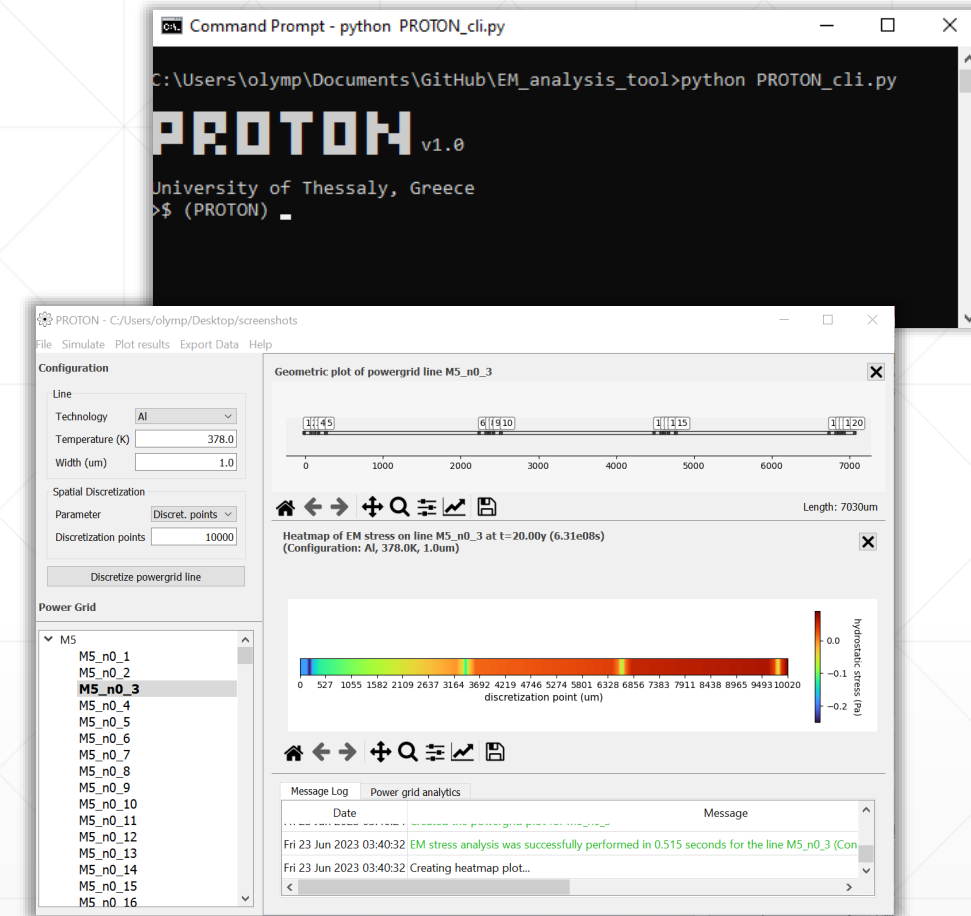 Command Prompt - python PROTON_cli.py
C:\Users\olymp\Documents\GitHub\EM_analysis_tool>python PROTON_cli.py
PROTON v1.0
University of Thessaly, Greece
>$ (PROTON) _
PROTON - C:/Users/olymp/Desktop/screenshots
File Simulate Plot results Export Data Help
Configuration
Line
Technology Al
Temperature (K) 378.0
Width (um) 1.0
Spatial Discretization
Parameter Discret. points
Discretization points 10000
Discretize powergrid line
Power Grid
M5
M5_n0_1
M5_n0_2
M5_n0_3
M5_n0_4
M5_n0_5
M5_n0_6
M5_n0_7
M5_n0_8
M5_n0_9
M5_n0_10
M5_n0_11
M5_n0_12
M5_n0_13
M5_n0_14
M5_n0_15
M5_n0_16
Geometric plot of powergrid line M5_n0_3
4 5 6 9 10 15 1 20
0 1000 2000 3000 4000 5000 6000 7000
Length: 7030um
Heatmap of EM stress on line M5_n0_3 at t=20.00y (6.31e08s)
(Configuration: Al, 378.0K, 1.0um)
0.0
−0.1
−0.2
hydrostatic stress (Pa)
0 527 1055 1582 2109 2637 3164 3692 4219 4746 5274 5801 6328 6856 7383 7911 8438 8965 9493 10020
discretization point (um)
Message Log Power grid analytics
Date Message
Fri 23 Jun 2023 03:40:32 EM stress analysis was successfully performed in 0.515 seconds for the line M5_n0_3 (Con
Fri 23 Jun 2023 03:40:32 Creating heatmap plot...